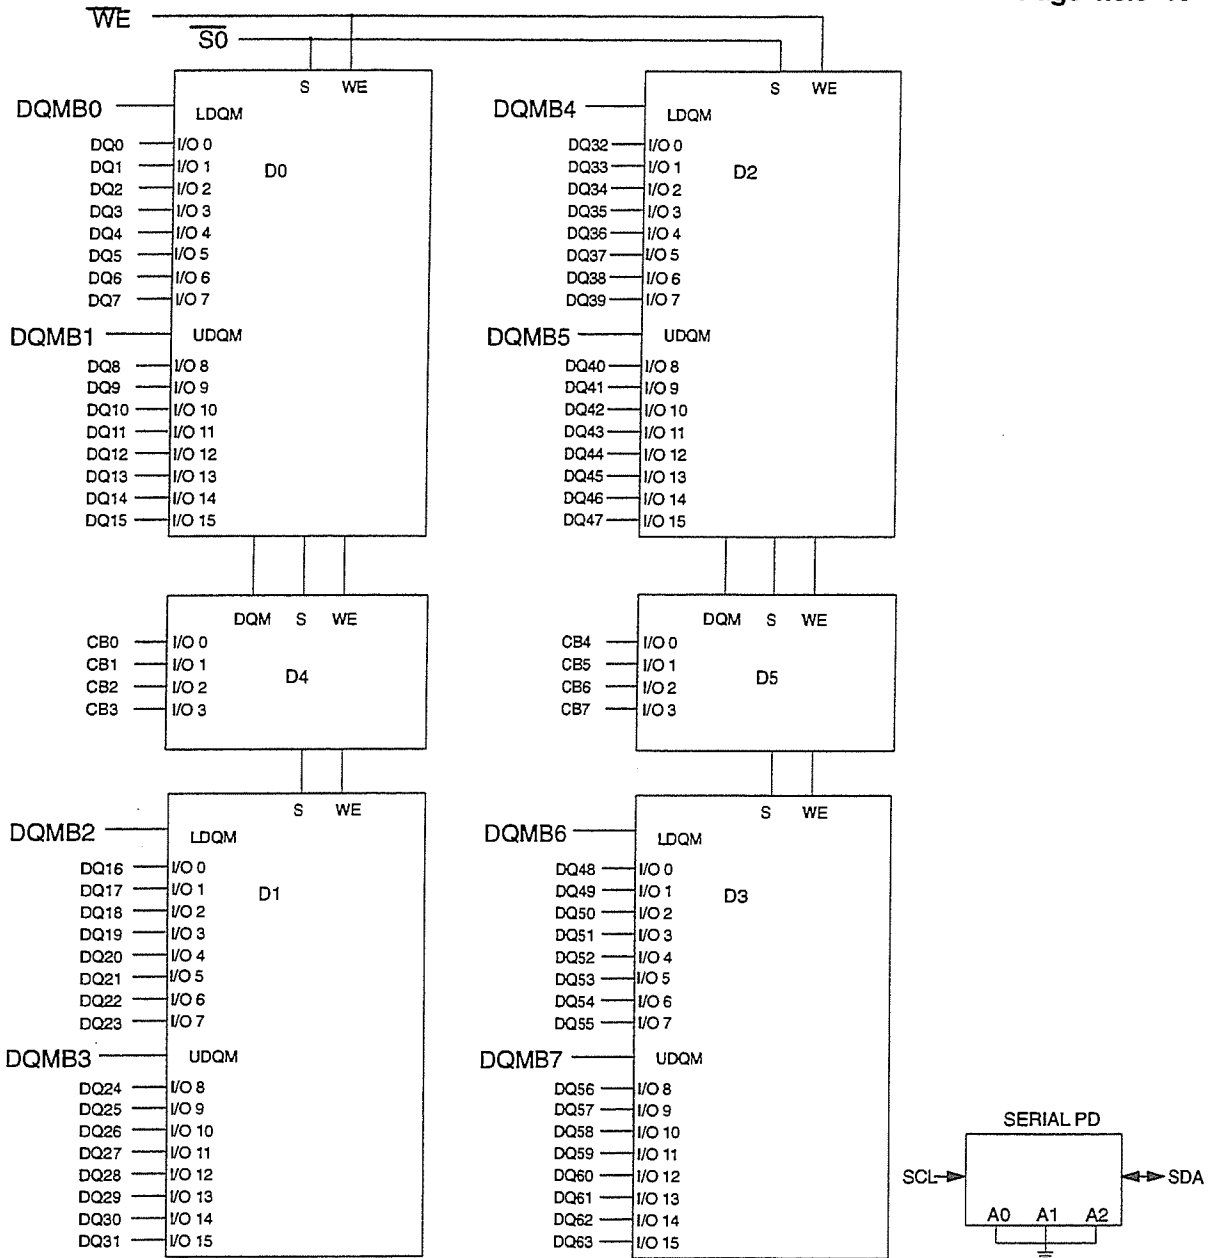 WE
S0
S WE
DQMB0
LDQM
D0
DQ0 I/O 0
DQ1 I/O 1
DQ2 I/O 2
DQ3 I/O 3
DQ4 I/O 4
DQ5 I/O 5
DQ6 I/O 6
DQ7 I/O 7
DQMB1
UDQM
DQ8 I/O 8
DQ9 I/O 9
DQ10 I/O 10
DQ11 I/O 11
DQ12 I/O 12
DQ13 I/O 13
DQ14 I/O 14
DQ15 I/O 15
DQM S WE
CB0 I/O 0
CB1 I/O 1
CB2 I/O 2
CB3 I/O 3
D4
S WE
DQMB2
LDQM
D1
DQ16 I/O 0
DQ17 I/O 1
DQ18 I/O 2
DQ19 I/O 3
DQ20 I/O 4
DQ21 I/O 5
DQ22 I/O 6
DQ23 I/O 7
DQMB3
UDQM
DQ24 I/O 8
DQ25 I/O 9
DQ26 I/O 10
DQ27 I/O 11
DQ28 I/O 12
DQ29 I/O 13
DQ30 I/O 14
DQ31 I/O 15
S WE
DQMB4
LDQM
D2
DQ32 I/O 0
DQ33 I/O 1
DQ34 I/O 2
DQ35 I/O 3
DQ36 I/O 4
DQ37 I/O 5
DQ38 I/O 6
DQ39 I/O 7
DQMB5
UDQM
DQ40 I/O 8
DQ41 I/O 9
DQ42 I/O 10
DQ43 I/O 11
DQ44 I/O 12
DQ45 I/O 13
DQ46 I/O 14
DQ47 I/O 15
DQM S WE
CB4 I/O 0
CB5 I/O 1
CB6 I/O 2
CB7 I/O 3
D5
S WE
DQMB6
LDQM
D3
DQ48 I/O 0
DQ49 I/O 1
DQ50 I/O 2
DQ51 I/O 3
DQ52 I/O 4
DQ53 I/O 5
DQ54 I/O 6
DQ55 I/O 7
DQMB7
UDQM
DQ56 I/O 8
DQ57 I/O 9
DQ58 I/O 10
DQ59 I/O 11
DQ60 I/O 12
DQ61 I/O 13
DQ62 I/O 14
DQ63 I/O 15
SERIAL PD
SCL
SDA
A0 A1 A2